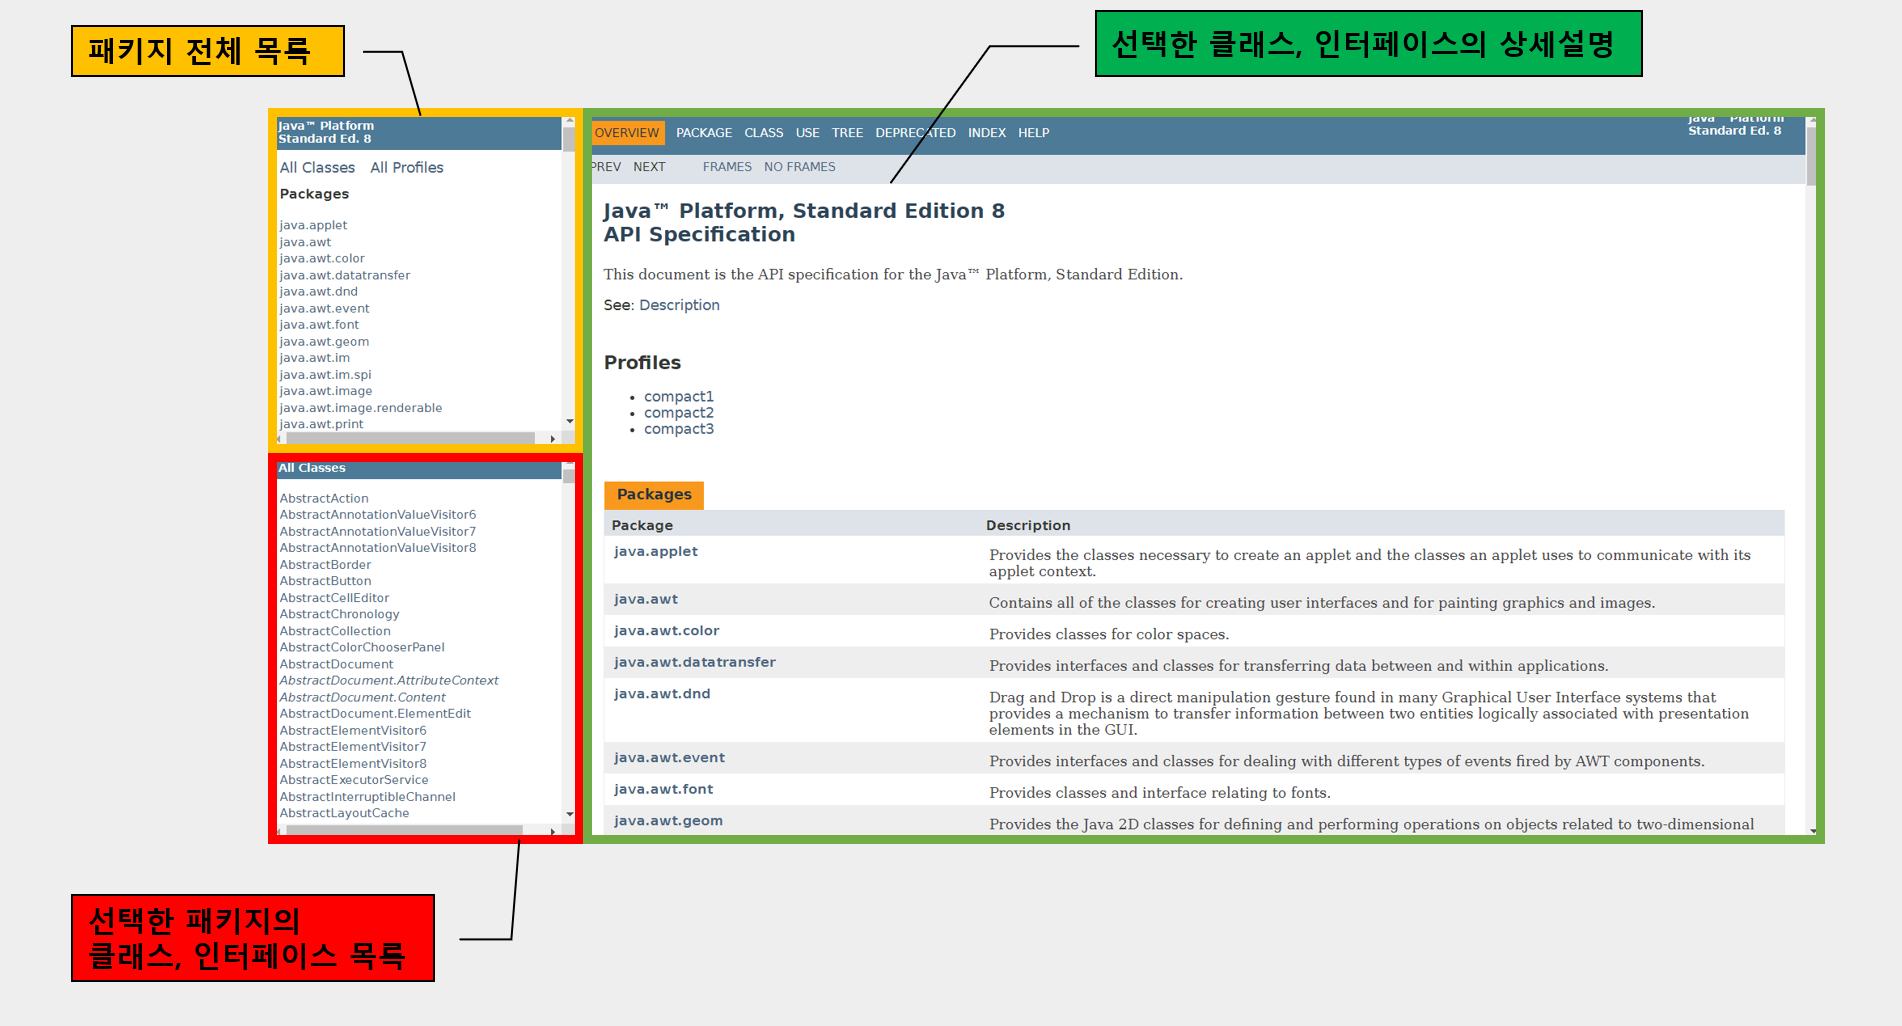 패키지 전체 목록
선택한 클래스, 인터페이스의 상세설명
Java™ Platform
Standard Ed. 8
All Classes All Profiles
Packages
java.applet
java.awt
java.awt.color
java.awt.datatransfer
java.awt.dnd
java.awt.event
java.awt.font
java.awt.geom
java.awt.im
java.awt.im.spi
java.awt.image
java.awt.image.renderable
java.awt.print
All Classes
AbstractAction
AbstractAnnotationValueVisitor6
AbstractAnnotationValueVisitor7
AbstractAnnotationValueVisitor8
AbstractBorder
AbstractButton
AbstractCellEditor
AbstractChronology
AbstractCollection
AbstractColorChooserPanel
AbstractDocument
AbstractDocument.AttributeContext
AbstractDocument.Content
AbstractDocument.ElementEdit
AbstractElementVisitor6
AbstractElementVisitor7
AbstractElementVisitor8
AbstractExecutorService
AbstractInterruptibleChannel
AbstractLayoutCache
OVERVIEW PACKAGE CLASS USE TREE DEPRECATED INDEX HELP
Java™ Platform
Standard Ed. 8
PREV NEXT FRAMES NO FRAMES
Java™ Platform, Standard Edition 8
API Specification
This document is the API specification for the Java™ Platform, Standard Edition.
See: Description
Profiles
• compact1
• compact2
• compact3
Packages
Package Description
java.applet Provides the classes necessary to create an applet and the classes an applet uses to communicate with its
applet context.
java.awt Contains all of the classes for creating user interfaces and for painting graphics and images.
java.awt.color Provides classes for color spaces.
java.awt.datatransfer Provides interfaces and classes for transferring data between and within applications.
java.awt.dnd Drag and Drop is a direct manipulation gesture found in many Graphical User Interface systems that
provides a mechanism to transfer information between two entities logically associated with presentation
elements in the GUI.
java.awt.event Provides interfaces and classes for dealing with different types of events fired by AWT components.
java.awt.font Provides classes and interface relating to fonts.
java.awt.geom Provides the Java 2D classes for defining and performing operations on objects related to two-dimensional
선택한 패키지의
클래스, 인터페이스 목록